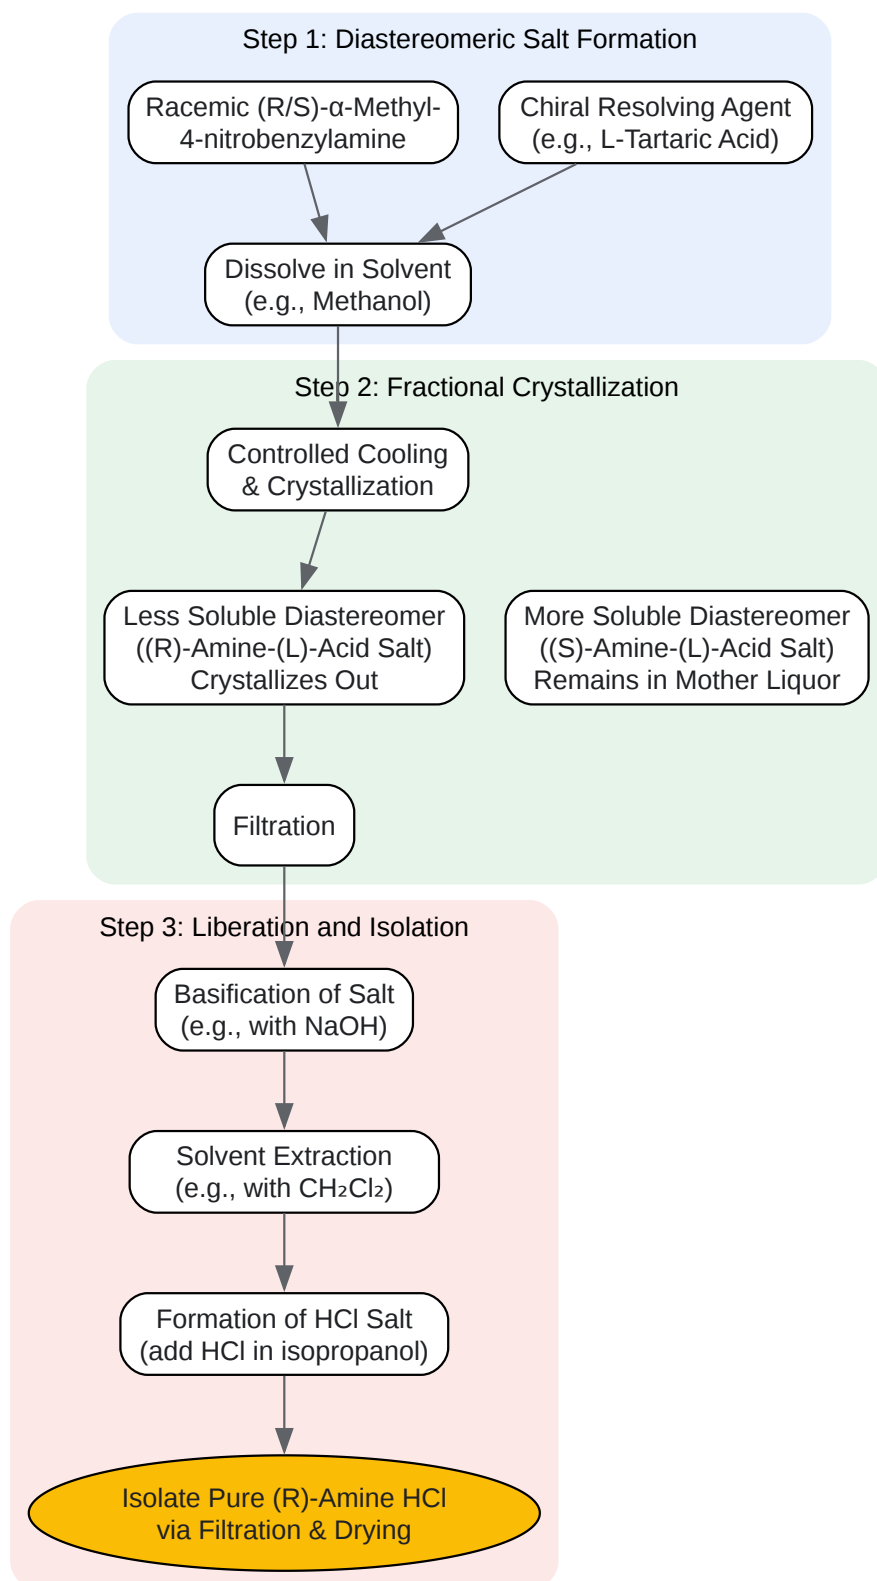 Step 1: Diastereomeric Salt Formation
Racemic (R/S)-α-Methyl-
4-nitrobenzylamine
Chiral Resolving Agent
(e.g., L-Tartaric Acid)
Dissolve in Solvent
(e.g., Methanol)
Step 2: Fractional Crystallization
Controlled Cooling
& Crystallization
Less Soluble Diastereomer
((R)-Amine-(L)-Acid Salt)
Crystallizes Out
More Soluble Diastereomer
((S)-Amine-(L)-Acid Salt)
Remains in Mother Liquor
Filtration
Step 3: Liberation and Isolation
Basification of Salt
(e.g., with NaOH)
Solvent Extraction
(e.g., with CH₂Cl₂)
Formation of HCl Salt
(add HCl in isopropanol)
Isolate Pure (R)-Amine HCl
via Filtration & Drying